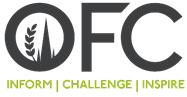 OFC
INFORM | CHALLENGE | INSPIRE